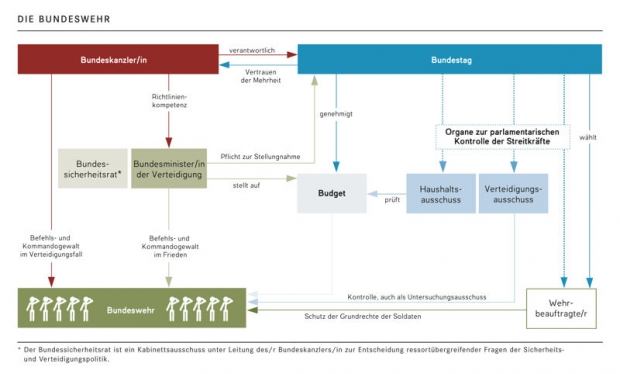 DIE BUNDESWEHR
Bundeskanzler/in
verantwortlich
Vertrauen
der Mehrheit
Bundestag
Richtlinien-
kompetenz
genehmigt
Organe zur parlamentarischen
Kontrolle der Streitkräfte
wählt
Bundes-
sicherheitsrat*
Bundesminister/in
der Verteidigung
Pflicht zur Stellungnahme
stellt auf
Budget
prüft
Haushalts-
ausschuss
Verteidigungs-
ausschuss
Befehls- und
Kommandogewalt
im Verteidigungsfall
Befehls- und
Kommandogewalt
im Frieden
Bundeswehr
Kontrolle, auch als Untersuchungsausschuss
Schutz der Grundrechte der Soldaten
Wehr-
beauftragte/r
* Der Bundessicherheitsrat ist ein Kabinettsausschuss unter Leitung des/r Bundeskanzlers/in zur Entscheidung ressortübergreifender Fragen der Sicherheits-
und Verteidigungspolitik.